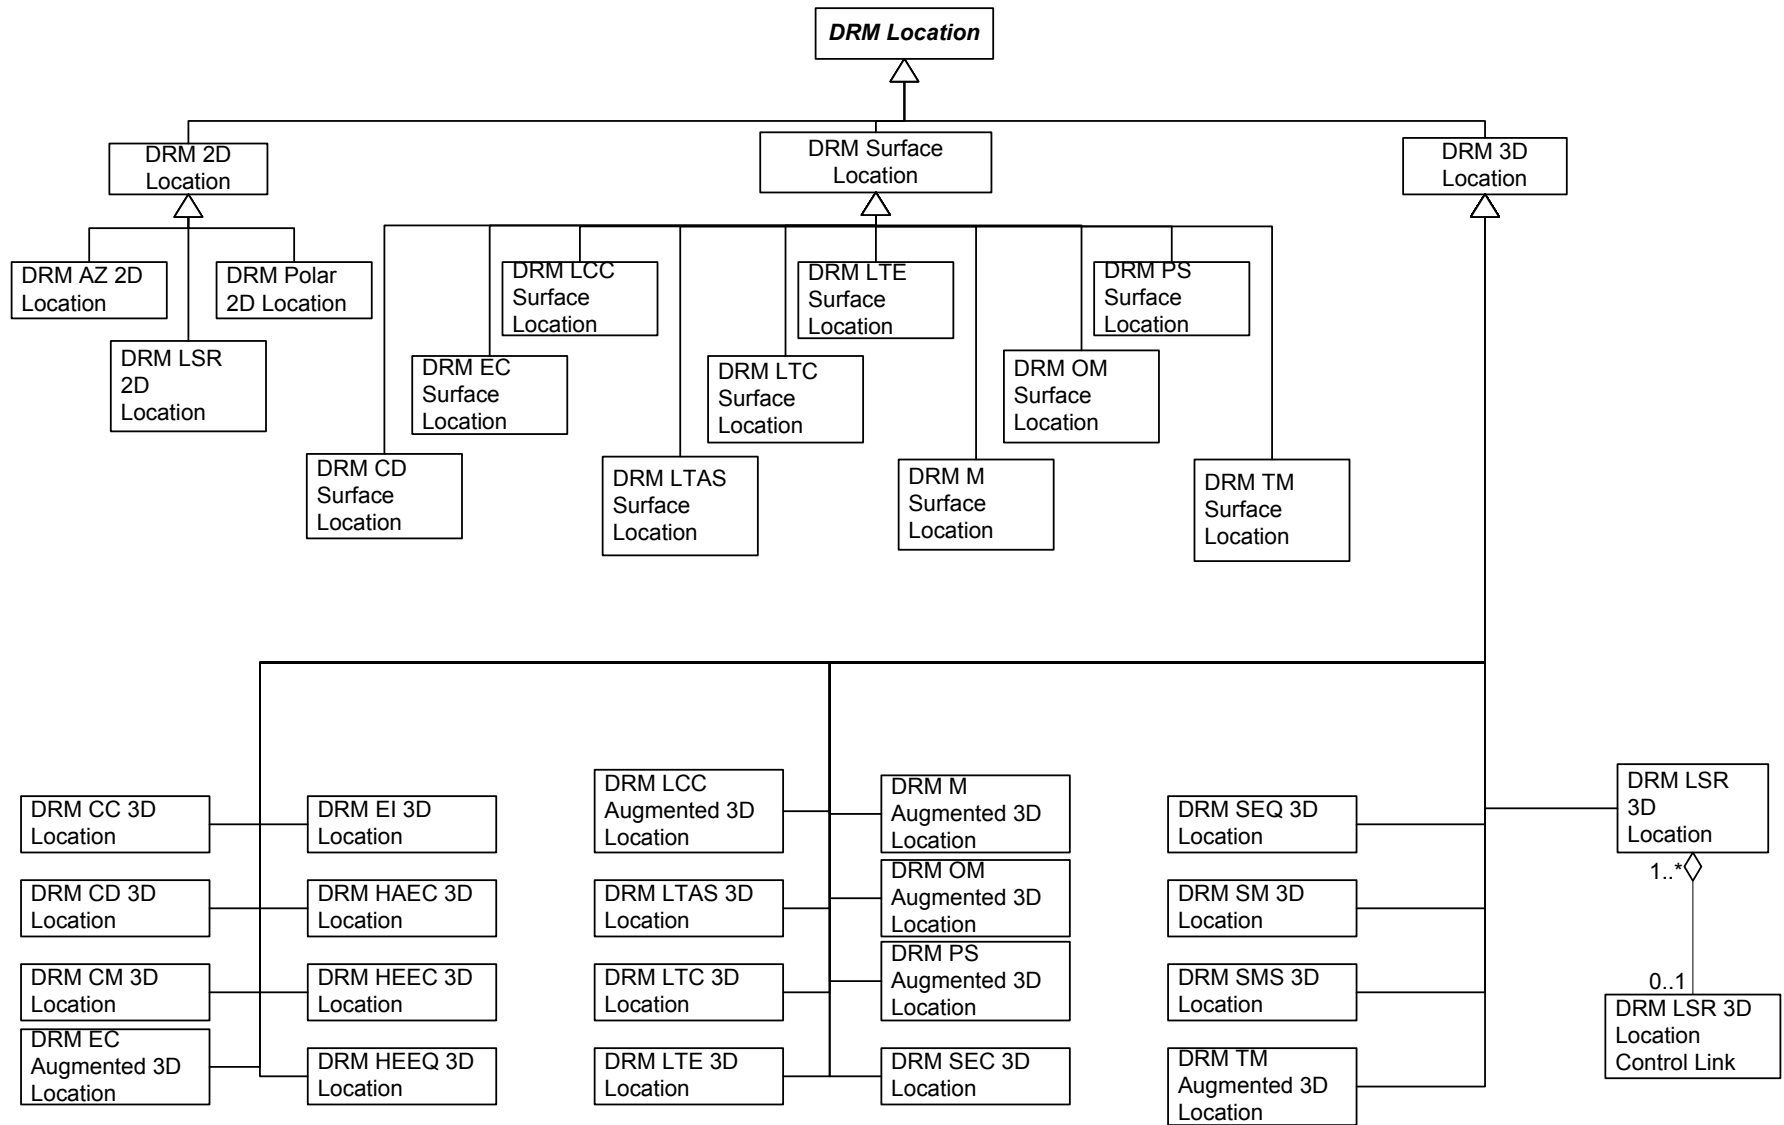 DRM Location
DRM 2D
Location
DRM Surface
Location
DRM 3D
Location
DRM AZ 2D
Location
DRM Polar
2D Location
DRM LSR
2D
Location
DRM LCC
Surface
Location
DRM LTE
Surface
Location
DRM PS
Surface
Location
DRM EC
Surface
Location
DRM LTC
Surface
Location
DRM OM
Surface
Location
DRM CD
Surface
Location
DRM LTAS
Surface
Location
DRM M
Surface
Location
DRM TM
Surface
Location
DRM CC 3D
Location
DRM CD 3D
Location
DRM CM 3D
Location
DRM EC
Augmented 3D
Location
DRM EI 3D
Location
DRM HAEC 3D
Location
DRM HEEC 3D
Location
DRM HEEQ 3D
Location
DRM LCC
Augmented 3D
Location
DRM LTAS 3D
Location
DRM LTC 3D
Location
DRM LTE 3D
Location
DRM M
Augmented 3D
Location
DRM OM
Augmented 3D
Location
DRM PS
Augmented 3D
Location
DRM SEC 3D
Location
DRM SEQ 3D
Location
DRM SM 3D
Location
DRM SMS 3D
Location
DRM TM
Augmented 3D
Location
DRM LSR
3D
Location
1..*
0..1
DRM LSR 3D
Location
Control Link